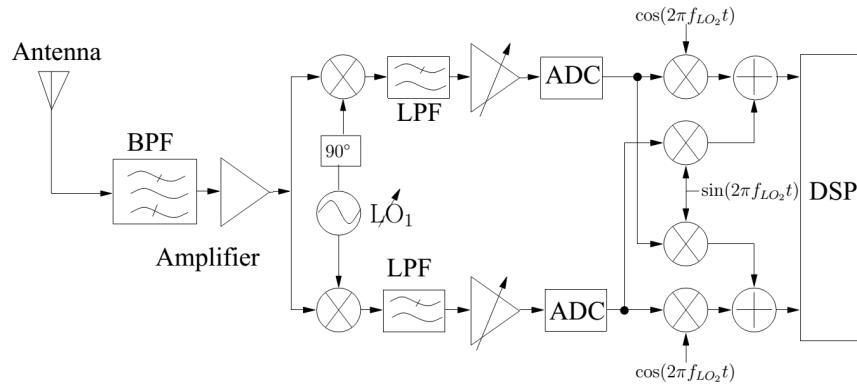 cos(2πf_{LO_2}t)
Antenna
ADC
LPF
BPF
90°
sin(2πf_{LO_2}t)
DSP
LO_1
Amplifier
LPF
ADC
cos(2πf_{LO_2}t)